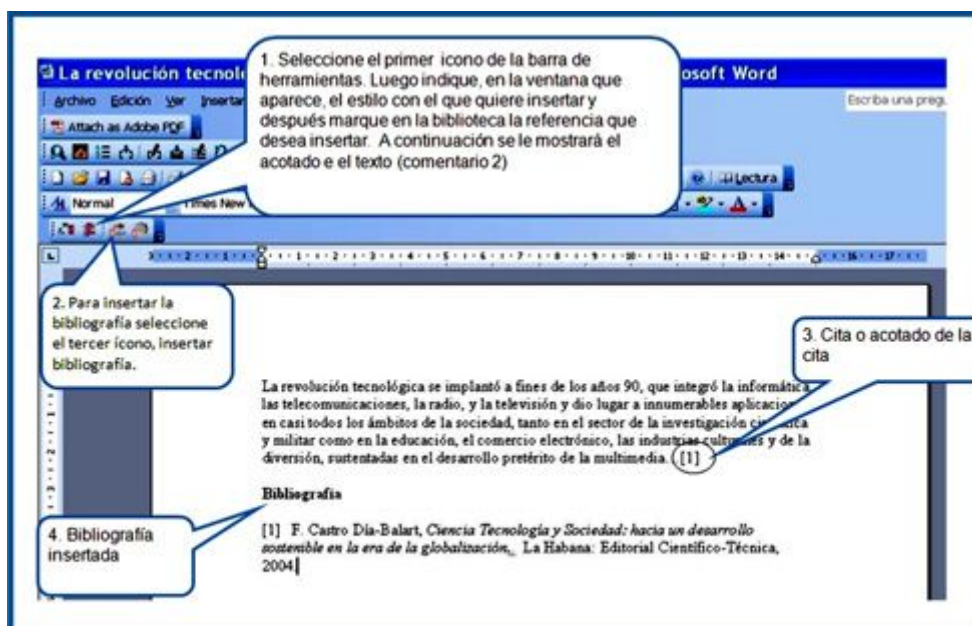 La revolución tecnol
osoft Word
1. Seleccione el primer icono de la barra de
herramientas. Luego indique, en la ventana que
aparece, el estilo con el que quiere insertar y
después marque en la biblioteca la referencia que
desea insertar. A continuación se le mostrará el
acotado e el texto (comentario 2)
Archivo Edición Ver Insertar
Escriba una preg
Attach as Adobe PDF
Lectura
Normal
Times New
2. Para insertar la
bibliografía seleccione
el tercer ícono, insertar
bibliografía.
3. Cita o acotado de la
cita
La revolución tecnológica se implantó a fines de los años 90, que integró la informática,
las telecomunicaciones, la radio, y la televisión y dio lugar a innumerables aplicacion
en casi todos los ámbitos de la sociedad, tanto en el sector de la investigación científica
y militar como en la educación, el comercio electrónico, las industrias culturales y de la
diversión, sustentadas en el desarrollo pretérito de la multimedia. [1]
Bibliografía
4. Bibliografía
insertada
[1] F. Castro Día-Balart, Ciencia Tecnología y Sociedad: hacia un desarrollo
sostenible en la era de la globalización,. La Habana: Editorial Científico-Técnica,
2004.